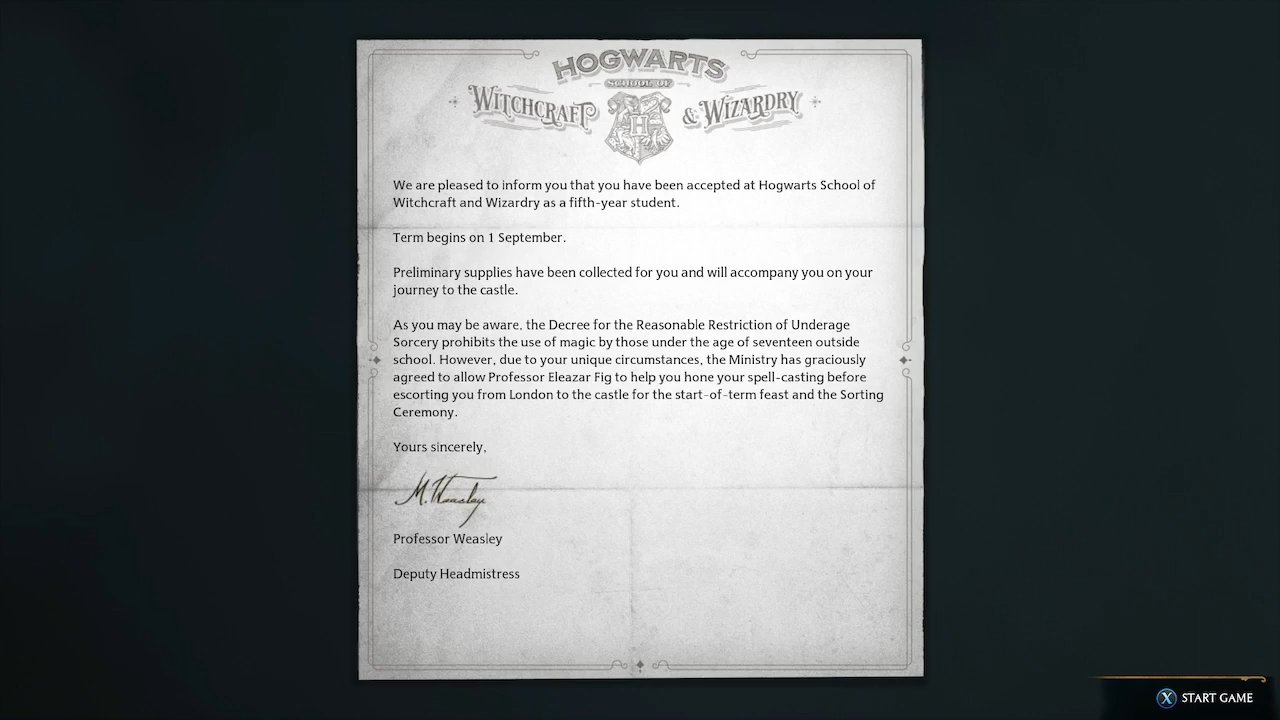 HOGWARTS
SCHOOL OF
WITCHCRAFT & WIZARDRY
H
We are pleased to inform you that you have been accepted at Hogwarts School of
Witchcraft and Wizardry as a fifth-year student.
Term begins on 1 September.
Preliminary supplies have been collected for you and will accompany you on your
journey to the castle.
As you may be aware, the Decree for the Reasonable Restriction of Underage
Sorcery prohibits the use of magic by those under the age of seventeen outside
school. However, due to your unique circumstances, the Ministry has graciously
agreed to allow Professor Eleazar Fig to help you hone your spell-casting before
escorting you from London to the castle for the start-of-term feast and the Sorting
Ceremony.
Yours sincerely,
M. Weasley
Professor Weasley
Deputy Headmistress
X START GAME